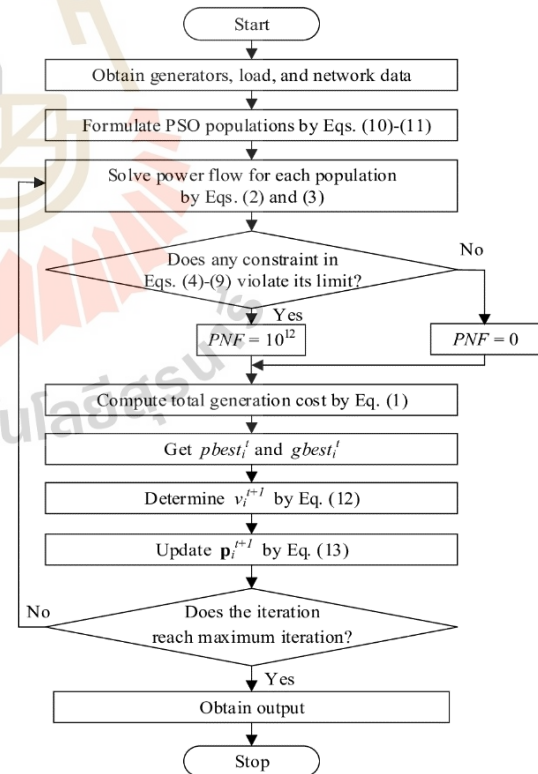 Start
Obtain generators, load, and network data
Formulate PSO populations by Eqs. (10)-(11)
Solve power flow for each population
by Eqs. (2) and (3)
Does any constraint in
Eqs. (4)-(9) violate its limit?
No
Yes
PNF = 10^12
PNF = 0
Compute total generation cost by Eq. (1)
Get pbest_i^t and gbest_i^t
Determine v_i^{t+1} by Eq. (12)
Update p_i^{t+1} by Eq. (13)
Does the iteration
reach maximum iteration?
No
Yes
Obtain output
Stop